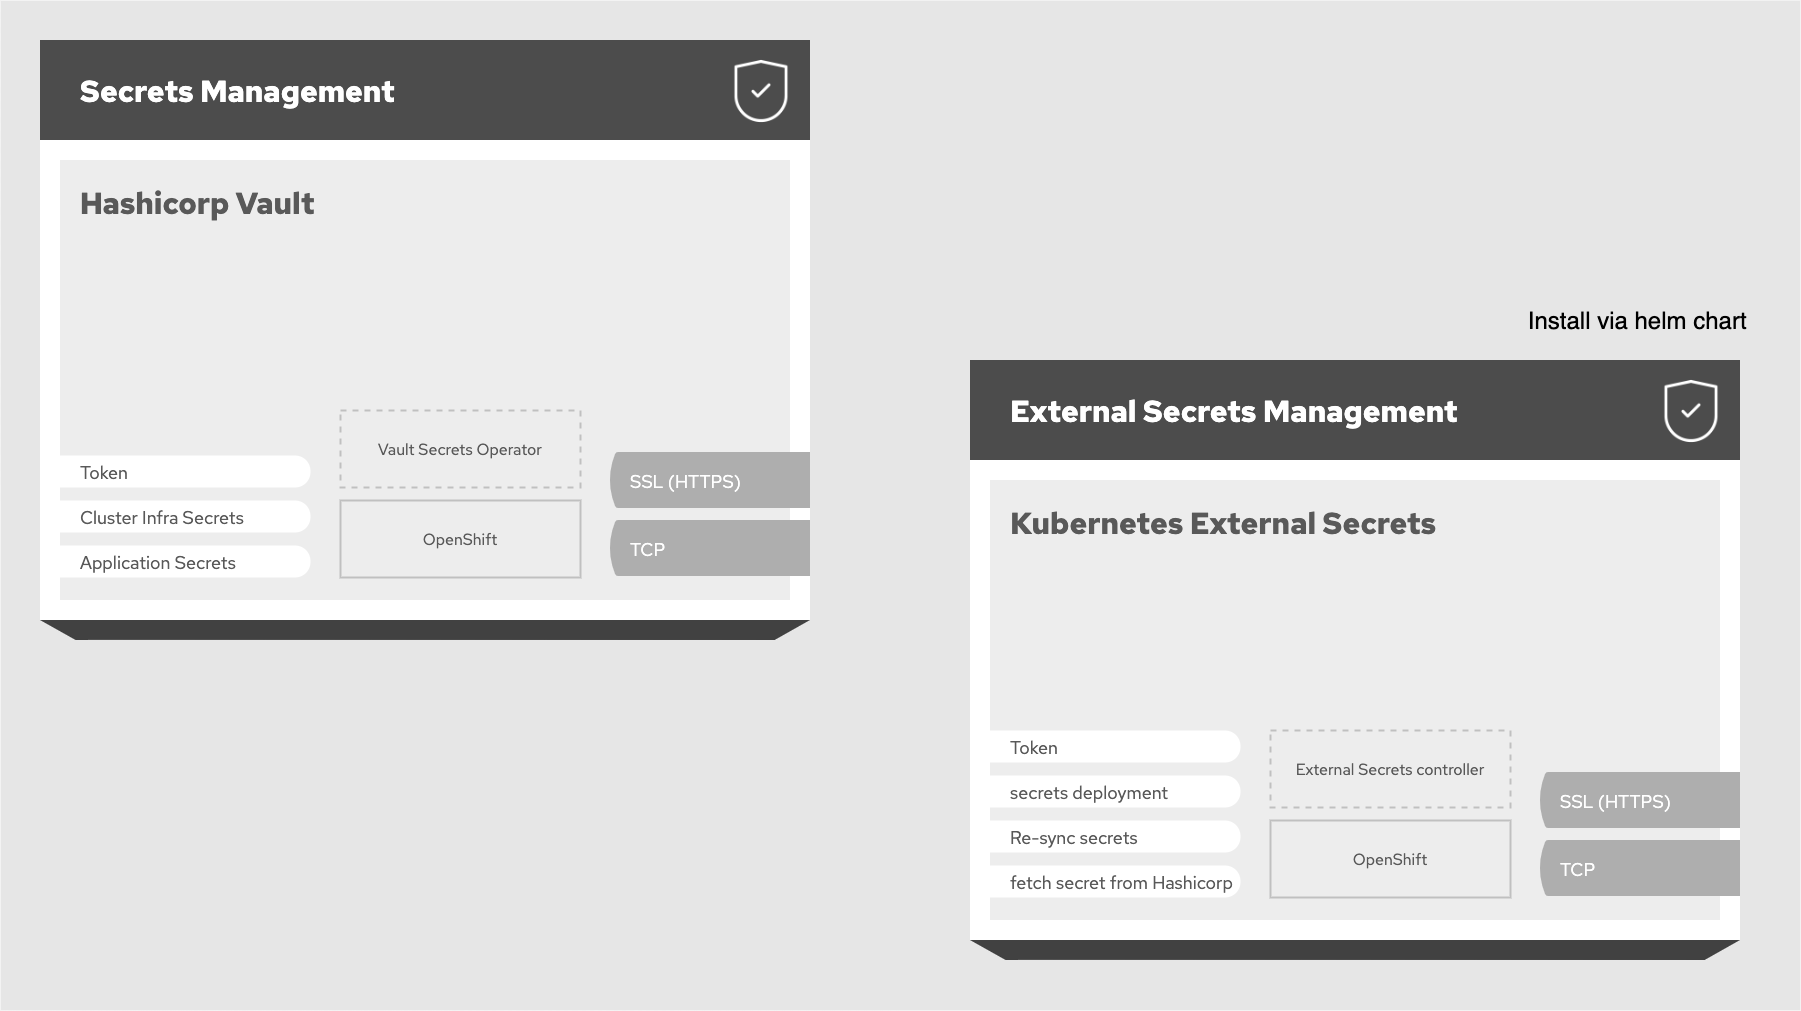 Secrets Management
Hashicorp Vault
Vault Secrets Operator
Token
Cluster Infra Secrets
Application Secrets
OpenShift
SSL (HTTPS)
TCP
Install via helm chart
External Secrets Management
Kubernetes External Secrets
Token
secrets deployment
Re-sync secrets
fetch secret from Hashicorp
External Secrets controller
OpenShift
SSL (HTTPS)
TCP